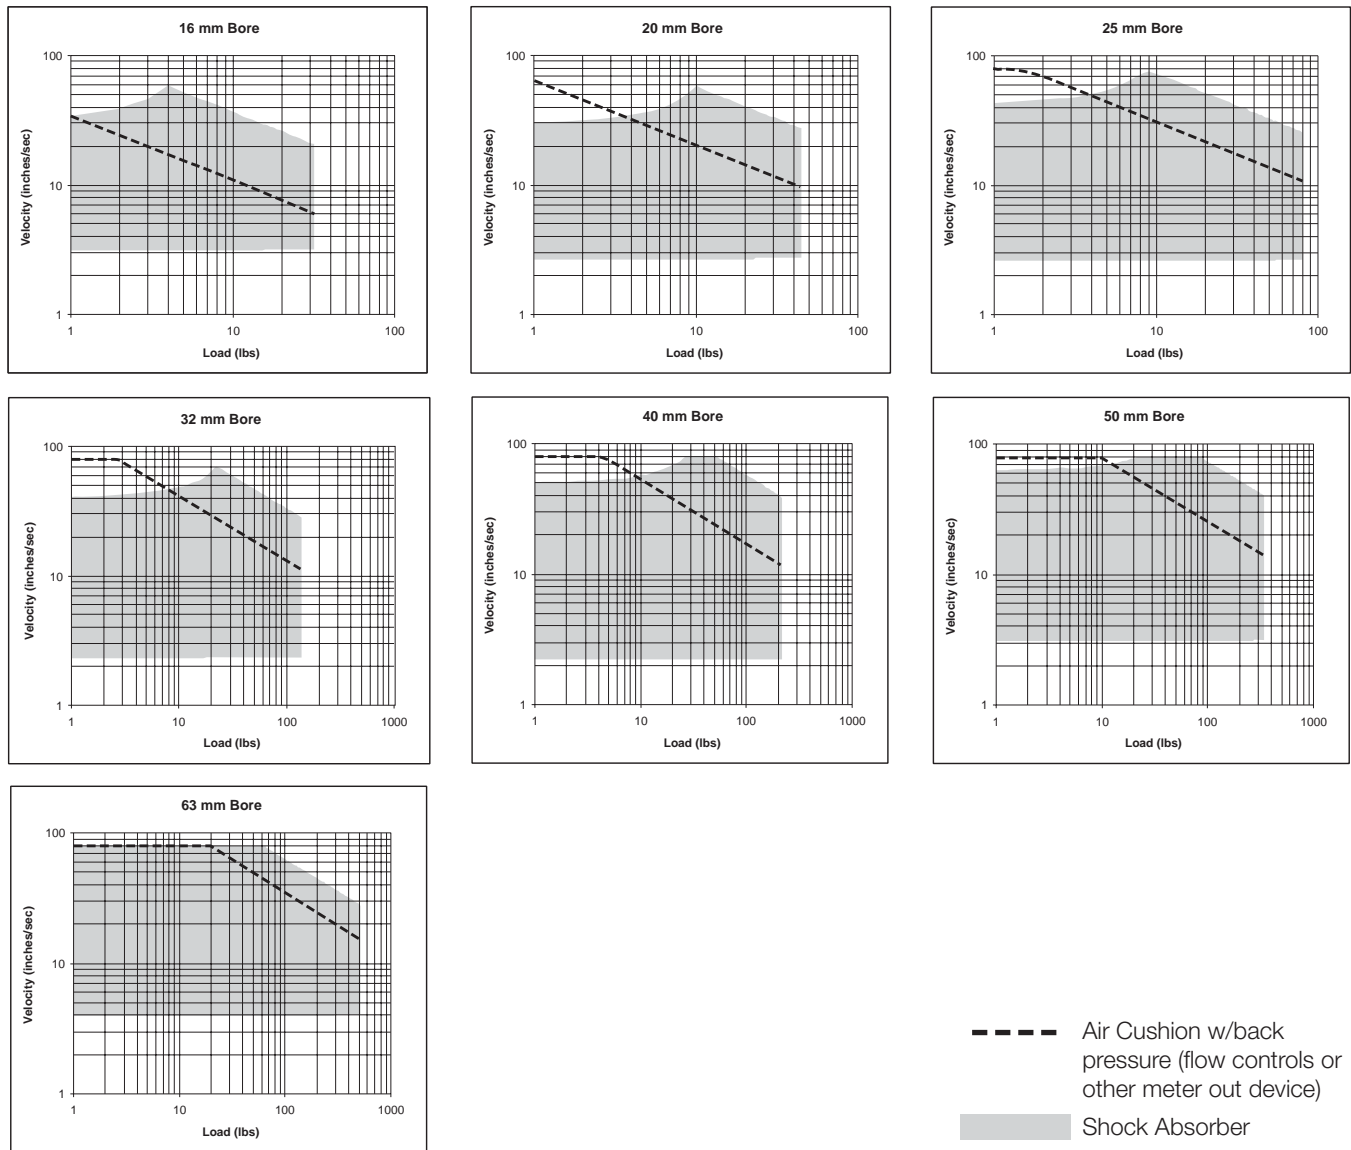 16 mm Bore
Velocity (inches/sec)
100
10
1
1 10 100
Load (lbs)
20 mm Bore
Velocity (inches/sec)
100
10
1
1 10 100
Load (lbs)
25 mm Bore
Velocity (inches/sec)
100
10
1
1 10 100
Load (lbs)
32 mm Bore
Velocity (inches/sec)
100
10
1
1 10 100 1000
Load (lbs)
40 mm Bore
Velocity (inches/sec)
100
10
1
1 10 100 1000
Load (lbs)
50 mm Bore
Velocity (inches/sec)
100
10
1
1 10 100 1000
Load (lbs)
63 mm Bore
Velocity (inches/sec)
100
10
1
1 10 100 1000
Load (lbs)
Air Cushion w/back
pressure (flow controls or
other meter out device)
Shock Absorber